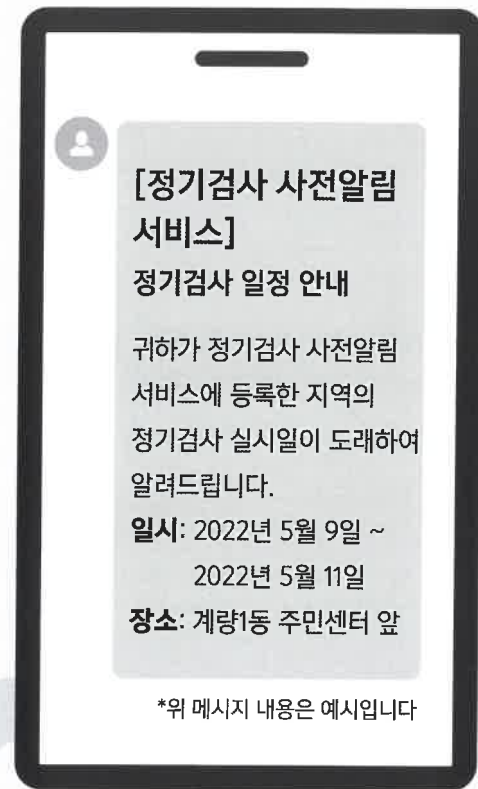 [정기검사 사전알림
서비스]
정기검사 일정 안내
귀하가 정기검사 사전알림
서비스에 등록한 지역의
정기검사 실시일이 도래하여
알려드립니다.
일시: 2022년 5월 9일 ~
2022년 5월 11일
장소: 계량1동 주민센터 앞
*위 메시지 내용은 예시입니다